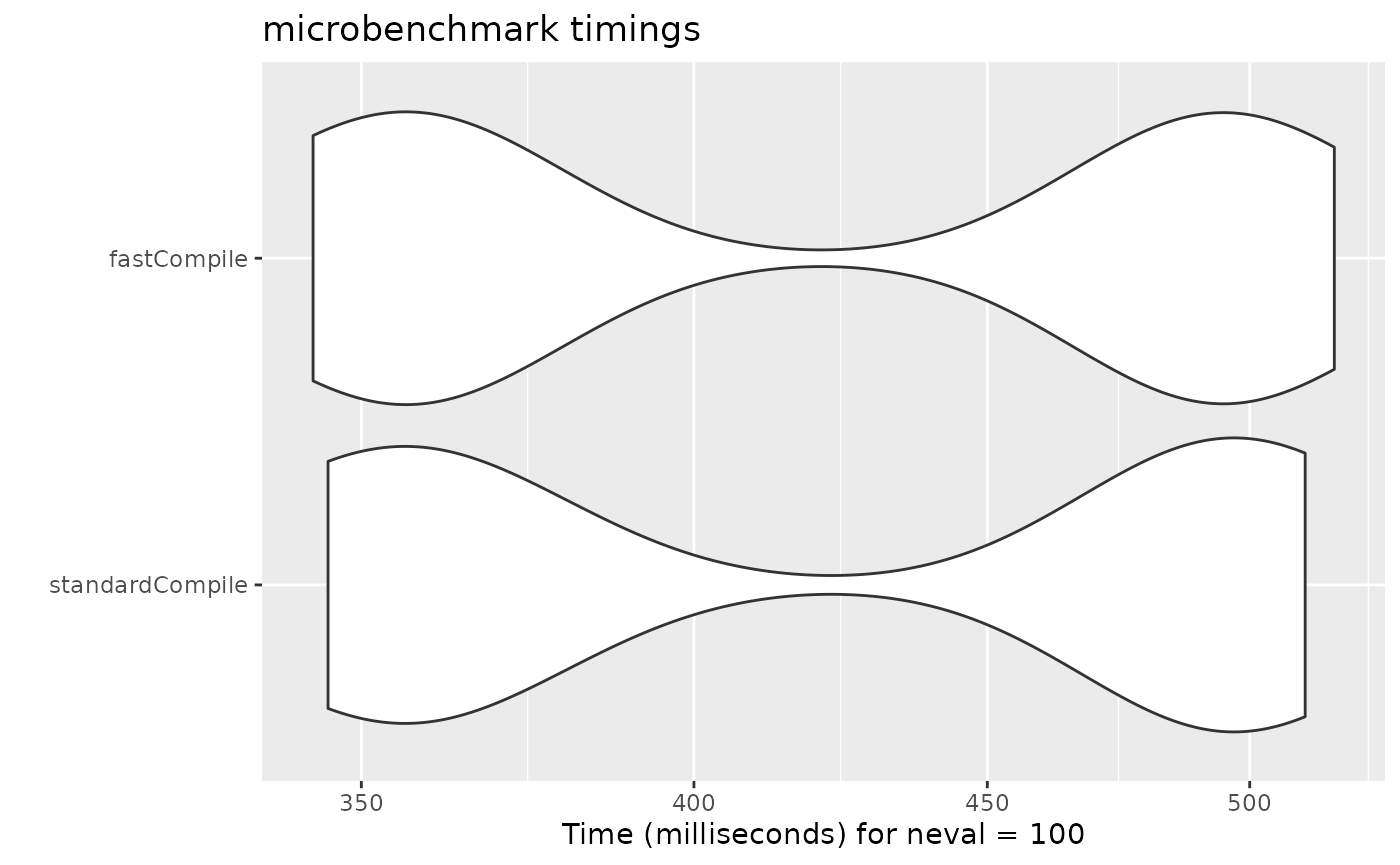 microbenchmark timings
fastCompile
standardCompile
350 400 450 500
Time (milliseconds) for neval = 100